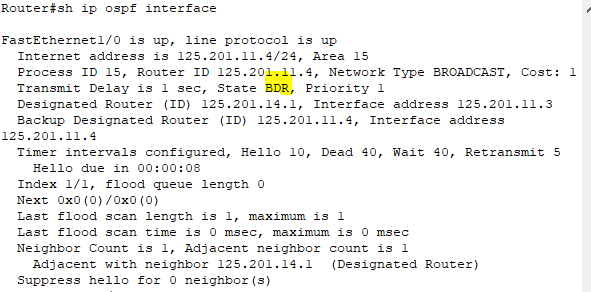 Router#sh ip ospf interface
FastEthernet1/0 is up, line protocol is up
Internet address is 125.201.11.4/24, Area 15
Process ID 15, Router ID 125.201.11.4, Network Type BROADCAST, Cost: 1
Transmit Delay is 1 sec, State BDR, Priority 1
Designated Router (ID) 125.201.14.1, Interface address 125.201.11.3
Backup Designated Router (ID) 125.201.11.4, Interface address
125.201.11.4
Timer intervals configured, Hello 10, Dead 40, Wait 40, Retransmit 5
Hello due in 00:00:08
Index 1/1, flood queue length 0
Next 0x0(0)/0x0(0)
Last flood scan length is 1, maximum is 1
Last flood scan time is 0 msec, maximum is 0 msec
Neighbor Count is 1, Adjacent neighbor count is 1
Adjacent with neighbor 125.201.14.1 (Designated Router)
Suppress hello for 0 neighbor(s)